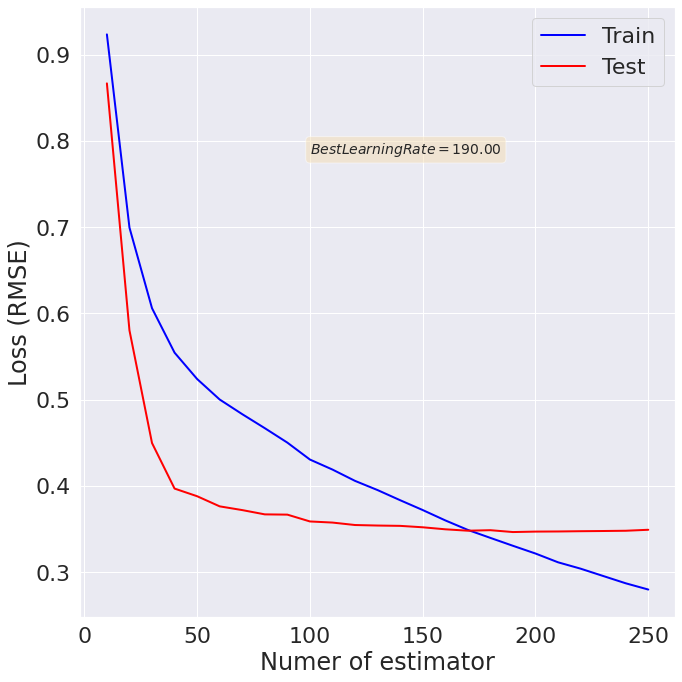 Train
Test
BestLearningRate = 190.00
Loss (RMSE)
0.9
0.8
0.7
0.6
0.5
0.4
0.3
0 50 100 150 200 250
Numer of estimator